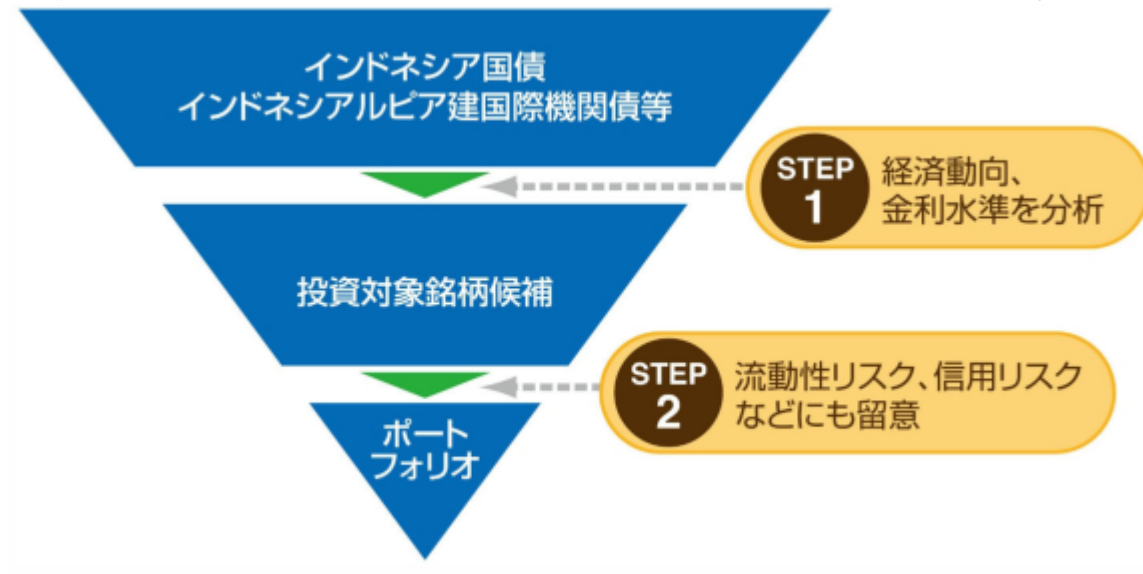 インドネシア国債
インドネシアルピア建国際機関債等
STEP
1
経済動向、
金利水準を分析
投資対象銘柄候補
STEP
2
流動性リスク、信用リスク
などにも留意
ポート
フォリオ